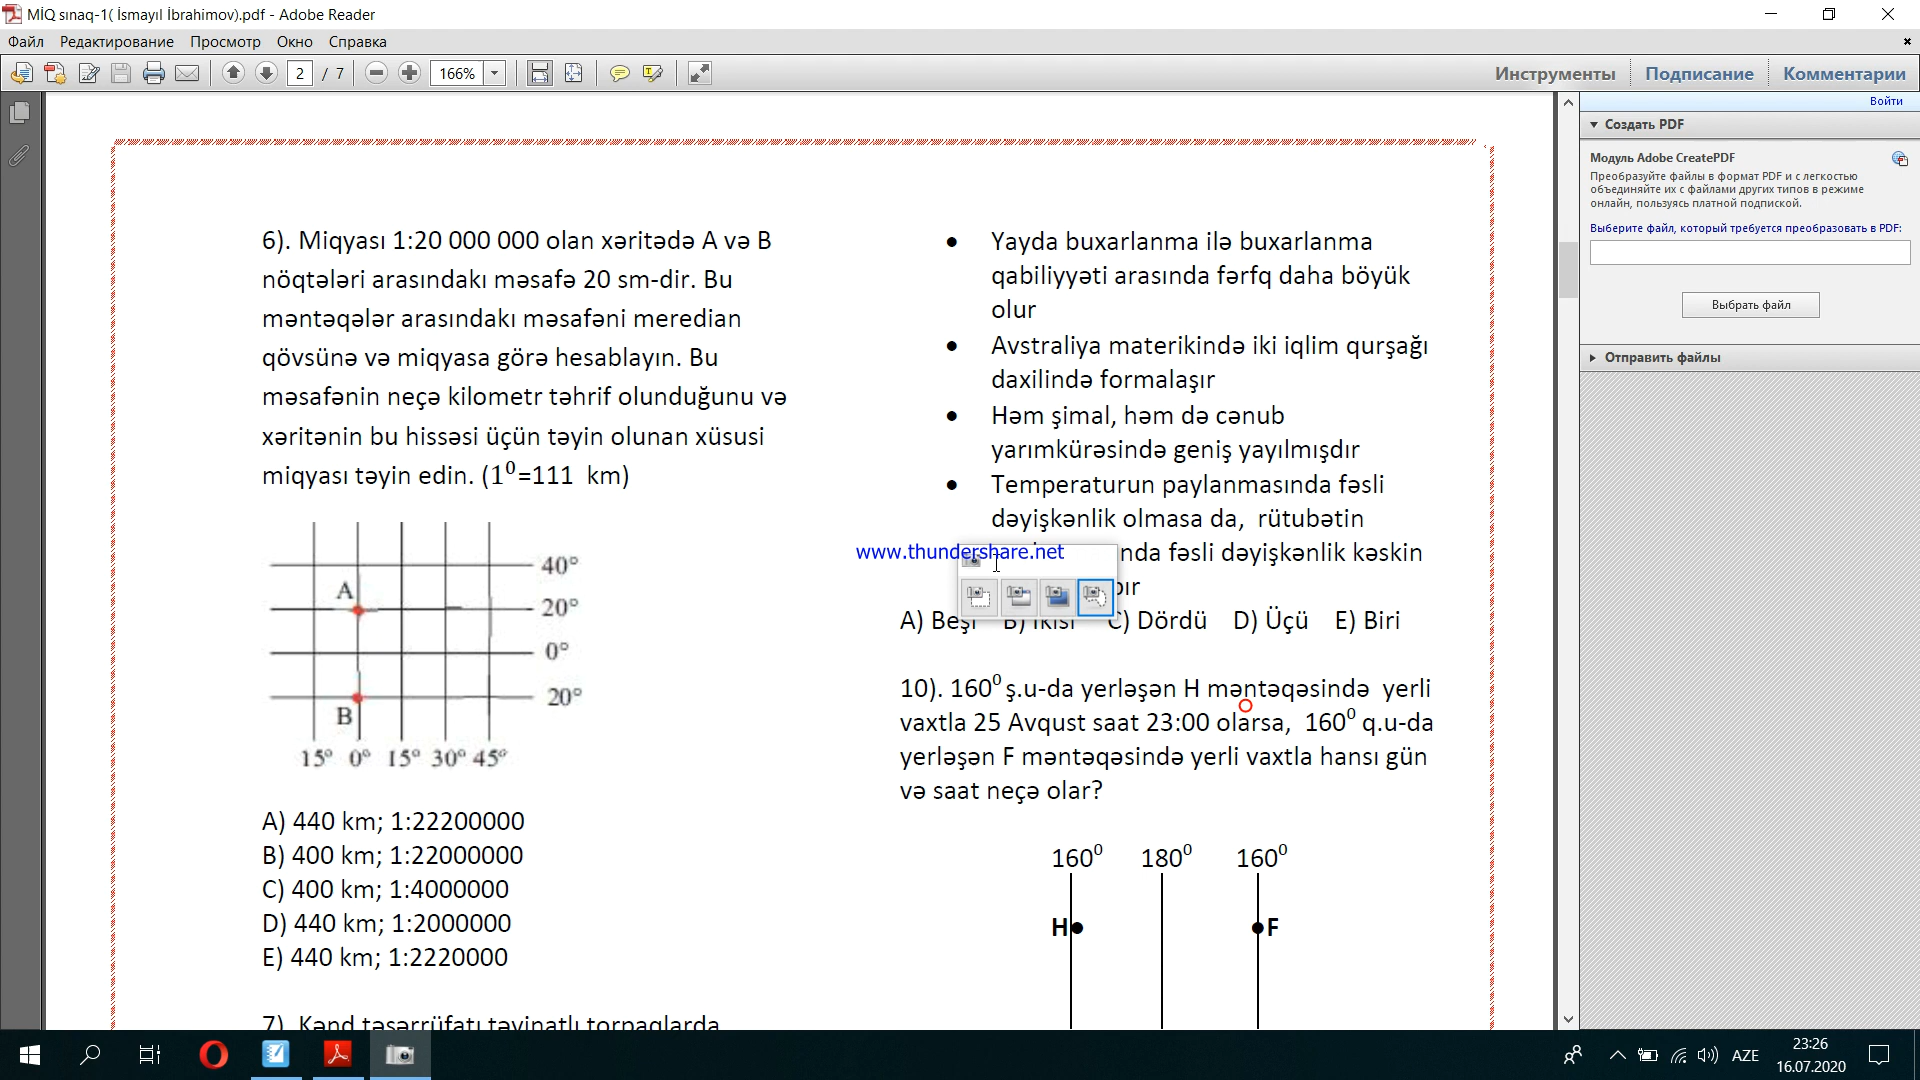 MİQ sınaq-1( İsmayıl İbrahimov).pdf - Adobe Reader
Файл Редактирование Просмотр Окно Справка
2 / 7 166% Инструменты Подписание Комментарии
6). Miqyası 1:20 000 000 olan xəritədə A və B
nöqtələri arasındakı məsafə 20 sm-dir. Bu
məntəqələr arasındakı məsafəni meredian
qövsünə və miqyasa görə hesablayın. Bu
məsafənin neçə kilometr təhrif olunduğunu və
xəritənin bu hissəsi üçün təyin olunan xüsusi
miqyası təyin edin. (1⁰=111 km)
40°
A
20°
0°
20°
B
15° 0° 15° 30° 45°
A) 440 km; 1:22200000
B) 400 km; 1:22000000
C) 400 km; 1:4000000
D) 440 km; 1:2000000
E) 440 km; 1:2220000
7). Kənd təsərrüfatı təyinatlı torpaqlarda
• Yayda buxarlanma ilə buxarlanma
qabiliyyəti arasında fərfq daha böyük
olur
• Avstraliya materikində iki iqlim qurşağı
daxilində formalaşır
• Həm şimal, həm də cənub
yarımkürəsində geniş yayılmışdır
• Temperaturun paylanmasında fəsli
dəyişkənlik olmasa da, rütubətin
www.thundershare.net
nda fəsli dəyişkənlik kəskin
A) Beşi B) İkisi C) Dördü D) Üçü E) Biri
10). 160⁰ ş.u-da yerləşən H məntəqəsində yerli
vaxtla 25 Avqust saat 23:00 olarsa, 160⁰ q.u-da
yerləşən F məntəqəsində yerli vaxtla hansı gün
və saat neçə olar?
160⁰ 180⁰ 160⁰
H F
Войти
Создать PDF
Модуль Adobe CreatePDF
Преобразуйте файлы в формат PDF и с легкостью
объединяйте их с файлами других типов в режиме
онлайн, пользуясь платной подпиской.
Выберите файл, который требуется преобразовать в PDF:
Выбрать файл
Отправить файлы
AZE
23:26
16.07.2020